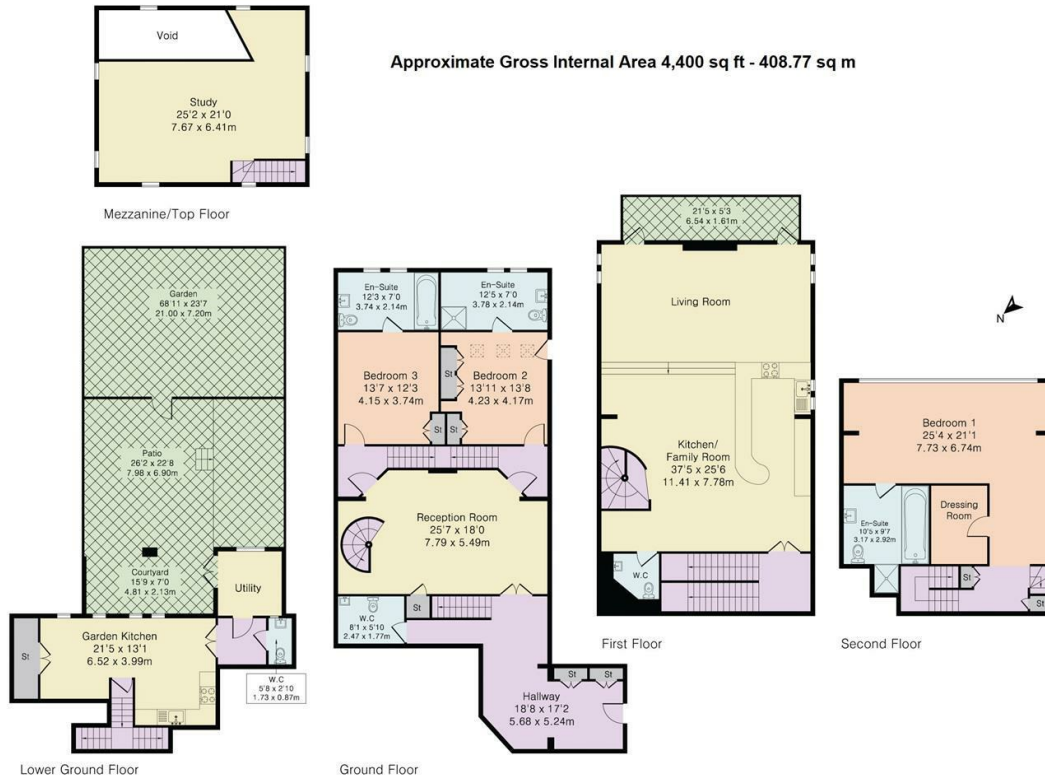 Approximate Gross Internal Area 4,400 sq ft - 408.77 sq m
Void
Study
25'2 x 21'0
7.67 x 6.41m
Mezzanine/Top Floor
Garden
68'11 x 23'7
21.00 x 7.20m
Patio
26'2 x 22'8
7.98 x 6.90m
Courtyard
15'9 x 7'0
4.81 x 2.13m
Utility
Garden Kitchen
21'5 x 13'1
6.52 x 3.99m
St
W.C
5'8 x 2'10
1.73 x 0.87m
Lower Ground Floor
En-Suite
12'3 x 7'0
3.74 x 2.14m
En-Suite
12'5 x 7'0
3.78 x 2.14m
Bedroom 3
13'7 x 12'3
4.15 x 3.74m
St
Bedroom 2
13'11 x 13'8
4.23 x 4.17m
St
St
Reception Room
25'7 x 18'0
7.79 x 5.49m
W.C
8'1 x 5'10
2.47 x 1.77m
St
St
St
Hallway
18'8 x 17'2
5.68 x 5.24m
Ground Floor
21'5 x 5'3
6.54 x 1.61m
Living Room
Kitchen/
Family Room
37'5 x 25'6
11.41 x 7.78m
W.C
First Floor
N
Bedroom 1
25'4 x 21'1
7.73 x 6.74m
En-Suite
10'5 x 9'7
3.17 x 2.92m
Dressing
Room
St
St
Second Floor